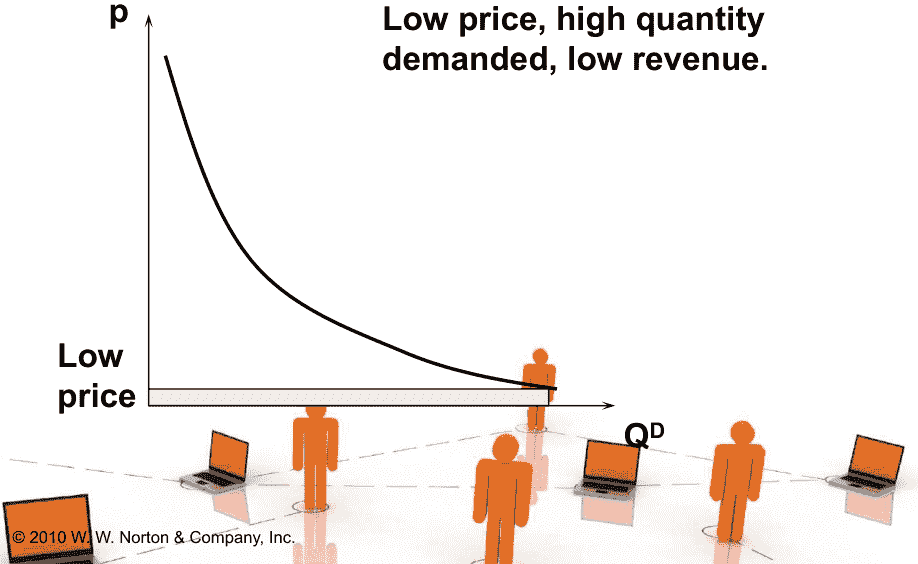 p
Low price, high quantity
demanded, low revenue.
Low
price
QD
© 2010 W. W. Norton & Company, Inc.